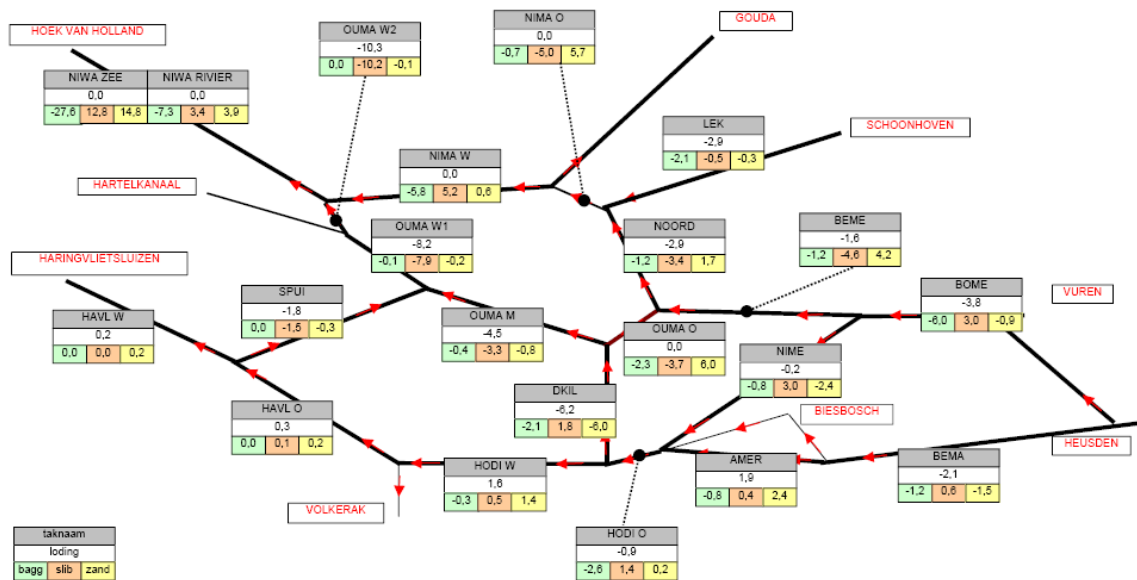 HOEK VAN HOLLAND
OUMA W2
-10,3
0,0 -10,2 -0,1
NIMA O
0,0
-0,7 -5,0 5,7
GOUDA
NIWA ZEE NIWA RIVIER
0,0 0,0
-27,6 12,8 14,8 -7,3 3,4 3,9
LEK
-2,9
-2,1 -0,5 -0,3
SCHOONHOVEN
NIMA W
0,0
-5,8 5,2 0,6
HARTELKANAAL
OUMA W1
-8,2
-0,1 -7,9 -0,2
NOORD
-2,9
-1,2 -3,4 1,7
BEME
-1,6
-1,2 -4,6 4,2
HARINGVLIETSLUIZEN
SPUI
-1,8
0,0 -1,5 -0,3
BOME
-3,8
-6,0 3,0 -0,9
VUREN
HAVL W
0,2
0,0 0,0 0,2
OUMA M
-4,5
-0,4 -3,3 -0,8
OUMA O
0,0
-2,3 -3,7 6,0
NIME
-0,2
-0,8 3,0 -2,4
DKIL
-6,2
-2,1 1,8 -6,0
BIESBOSCH
HAVL O
0,3
0,0 0,1 0,2
HEUSDEN
HODI W
1,6
-0,3 0,5 1,4
AMER
1,9
-0,8 0,4 2,4
BEMA
-2,1
-1,2 0,6 -1,5
VOLKERAK
HODI O
-0,9
-2,6 1,4 0,2
taknaam
loding
bagg slib zand